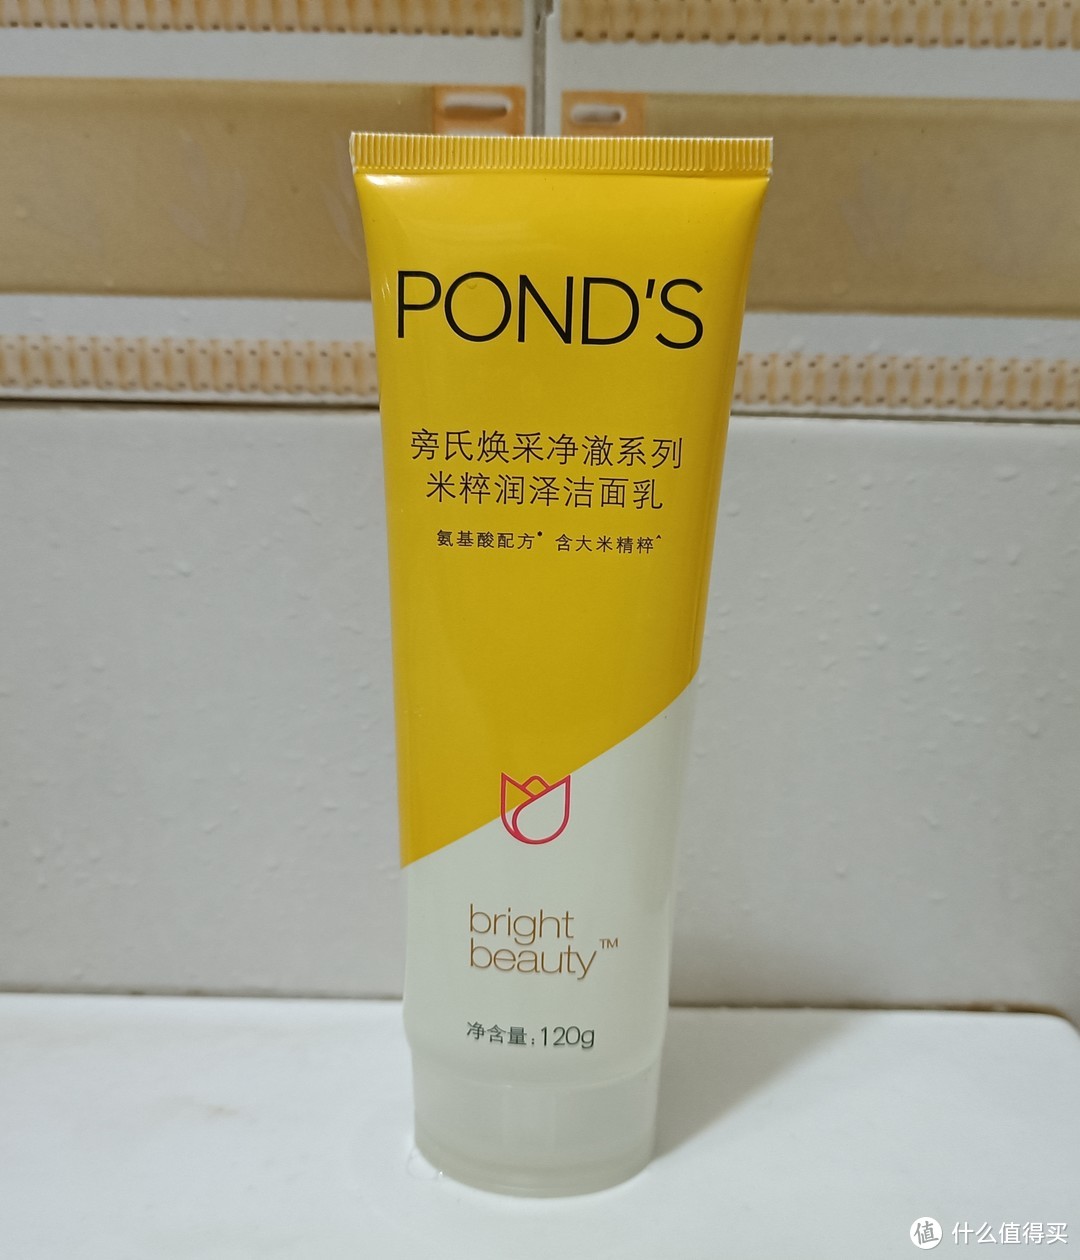 POND'S
旁氏焕采净澈系列
米粹润泽洁面乳
氨基酸配方• 含大米精粹^
bright
beauty™
净含量：120g
值 什么值得买